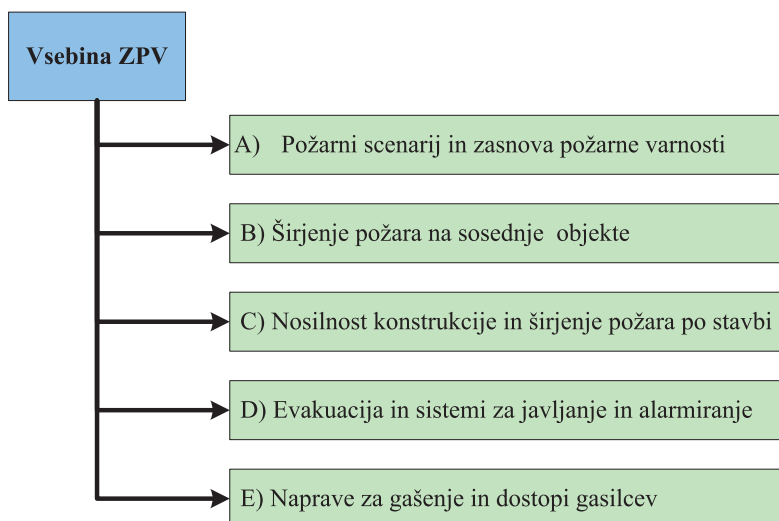 Vsebina ZPV
A) Požarni scenarij in zasnova požarne varnosti
B) Širjenje požara na sosednje objekte
C) Nosilnost konstrukcije in širjenje požara po stavbi
D) Evakuacija in sistemi za javljanje in alarmiranje
E) Naprave za gašenje in dostopi gasilcev